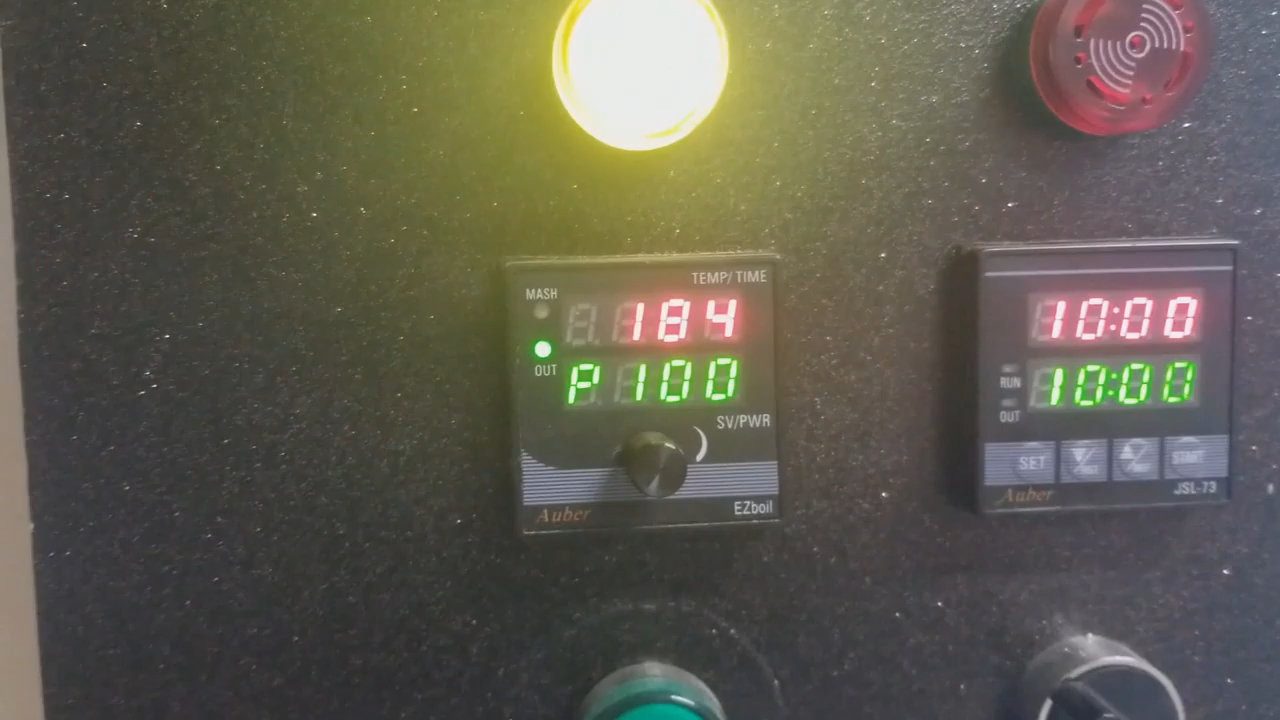 TEMP/TIME
MASH
184
OUT
P 100
SV/PWR
Auber
EZboil
10:00
RUN
10:00
OUT
SET
START
Auber
JSL-73